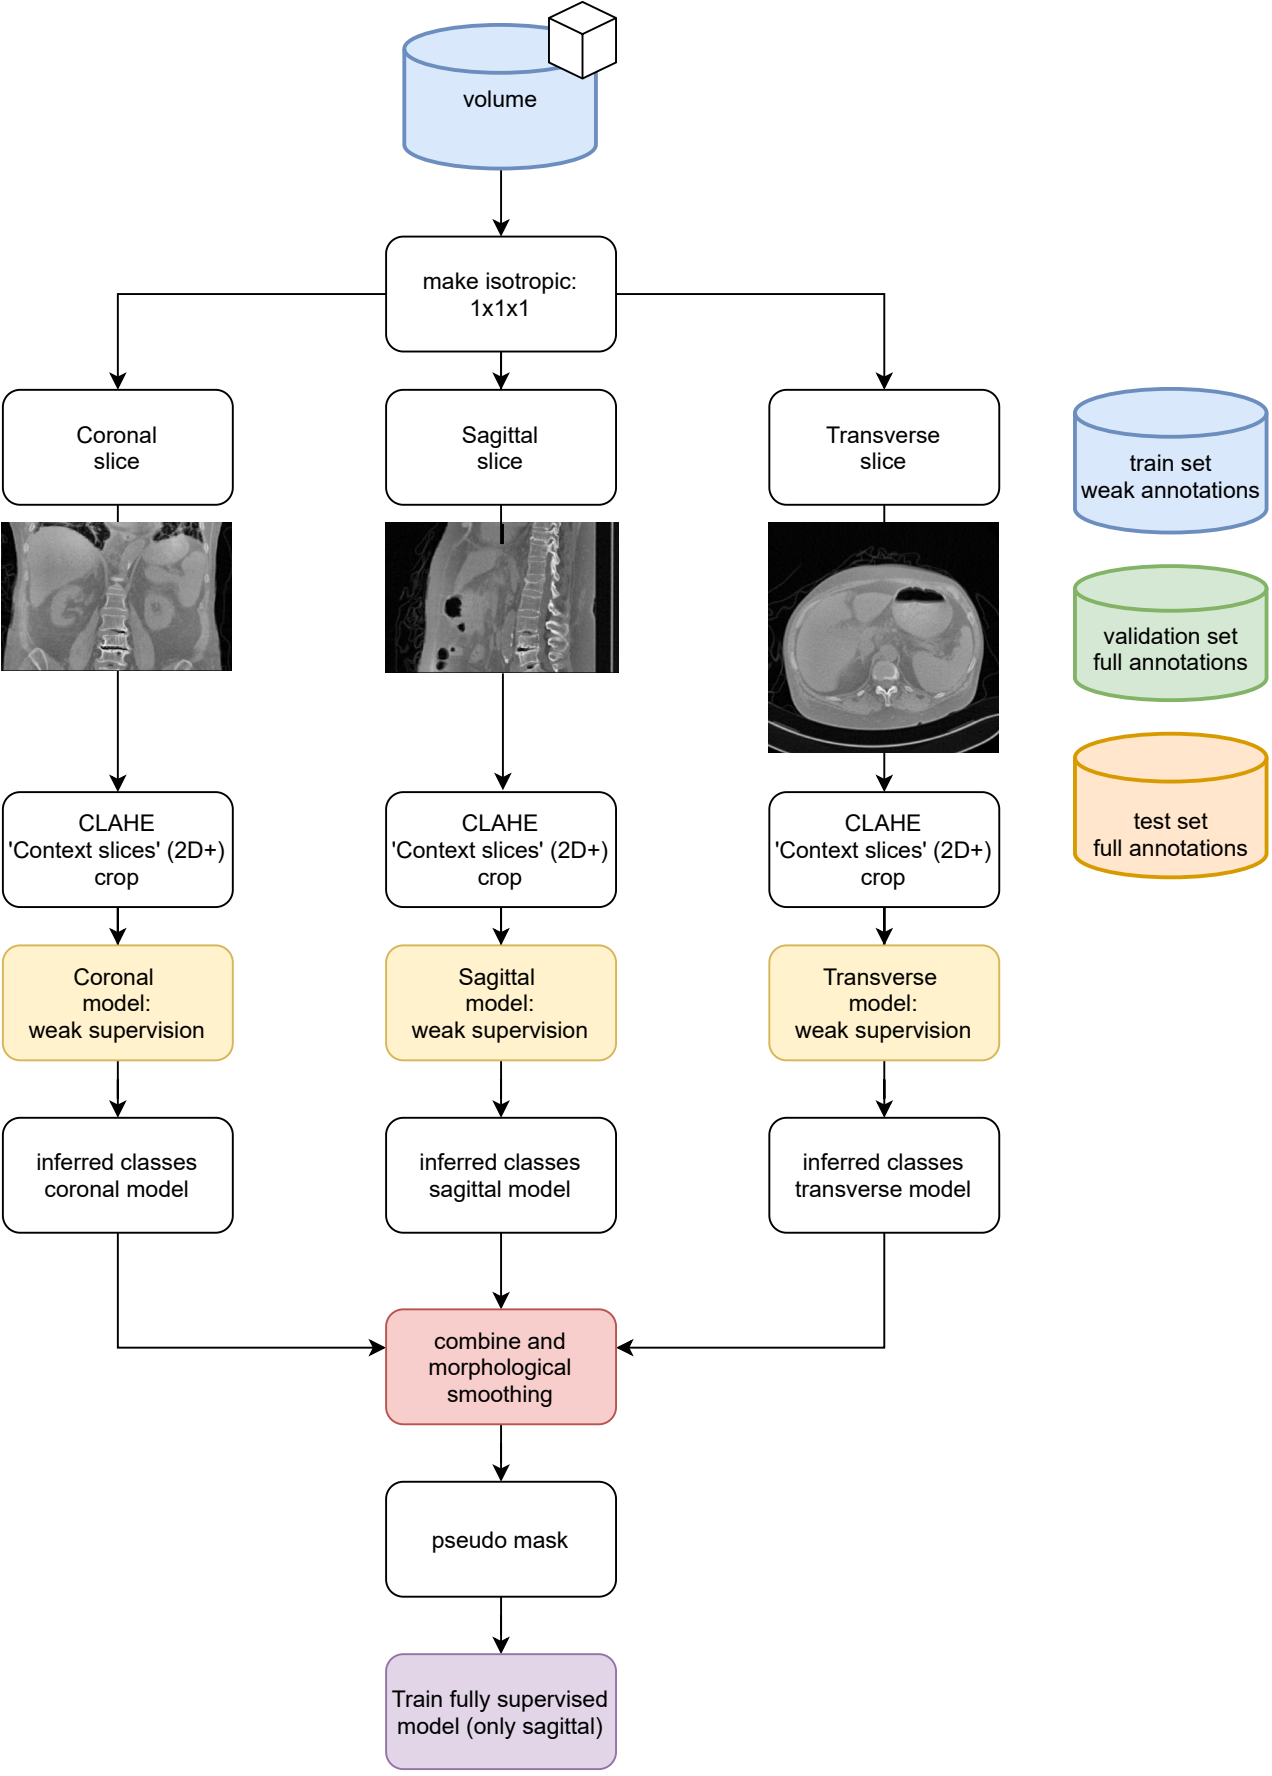 volume
make isotropic:
1x1x1
Coronal
slice
Sagittal
slice
Transverse
slice
train set
weak annotations
validation set
full annotations
test set
full annotations
CLAHE
'Context slices' (2D+)
crop
CLAHE
'Context slices' (2D+)
crop
CLAHE
'Context slices' (2D+)
crop
Coronal
model:
weak supervision
Sagittal
model:
weak supervision
Transverse
model:
weak supervision
inferred classes
coronal model
inferred classes
sagittal model
inferred classes
transverse model
combine and
morphological
smoothing
pseudo mask
Train fully supervised
model (only sagittal)